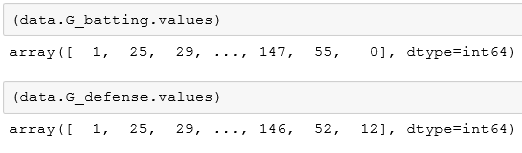 (data.G_batting.values)
array([  1,  25,  29, ..., 147,  55,   0], dtype=int64)
(data.G_defense.values)
array([  1,  25,  29, ..., 146,  52,  12], dtype=int64)